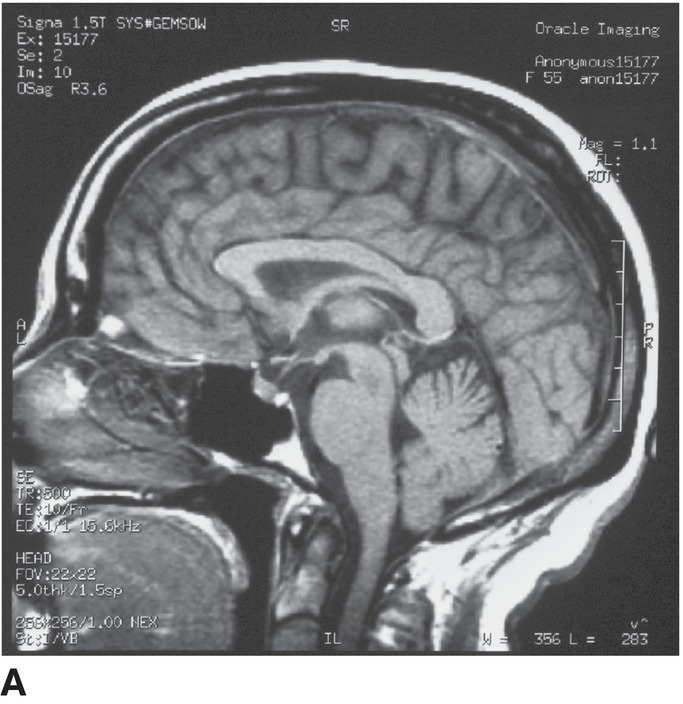 Signa 1.5T SYS#GEMSOW
Ex: 15177
Se: 2
Im: 10
OSag R3.6
SR
Oracle Imaging
Anonymous15177
F 55 anon15177
Mag = 1.1
FL:
ROT:
A
L
P
R
SE
TR:500
TE:10/Fr
EC:1/1 15.6kHz
HEAD
FOV:22x22
5.0thk/1.5sp
256X256/1.00 NEX
St:I/VB
IL
v^
W = 356 L = 283
A